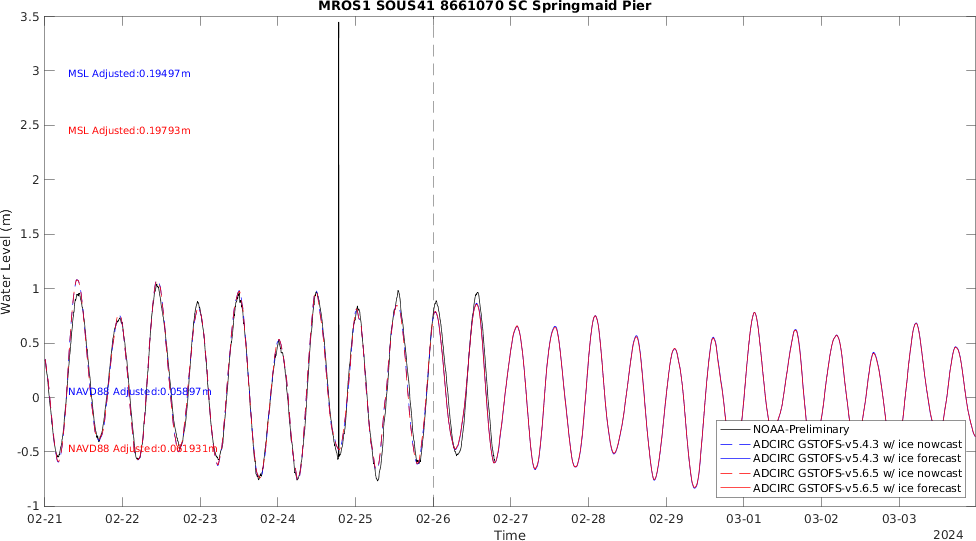 MROS1 SOUS41 8661070 SC Springmaid Pier
3.5
3
2.5
2
1.5
1
0.5
0
-0.5
-1
Water Level (m)
MSL Adjusted:0.19497m
MSL Adjusted:0.19793m
NAVD88 Adjusted:0.05897m
NAVD88 Adjusted:0.061931m
NOAA-Preliminary
ADCIRC GSTOFS-v5.4.3 w/ ice nowcast
ADCIRC GSTOFS-v5.4.3 w/ ice forecast
ADCIRC GSTOFS-v5.6.5 w/ ice nowcast
ADCIRC GSTOFS-v5.6.5 w/ ice forecast
02-21 02-22 02-23 02-24 02-25 02-26 02-27 02-28 02-29 03-01 03-02 03-03
Time
2024